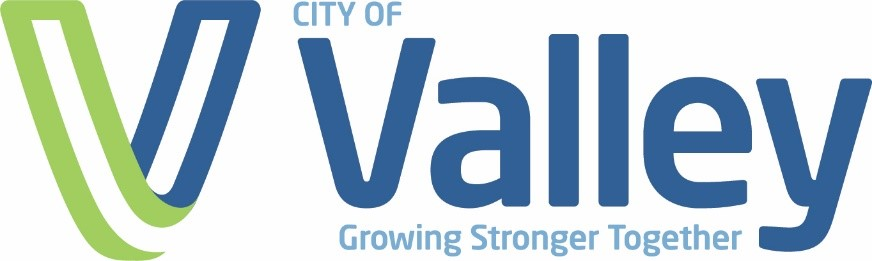 CITY OF
Valley
Growing Stronger Together